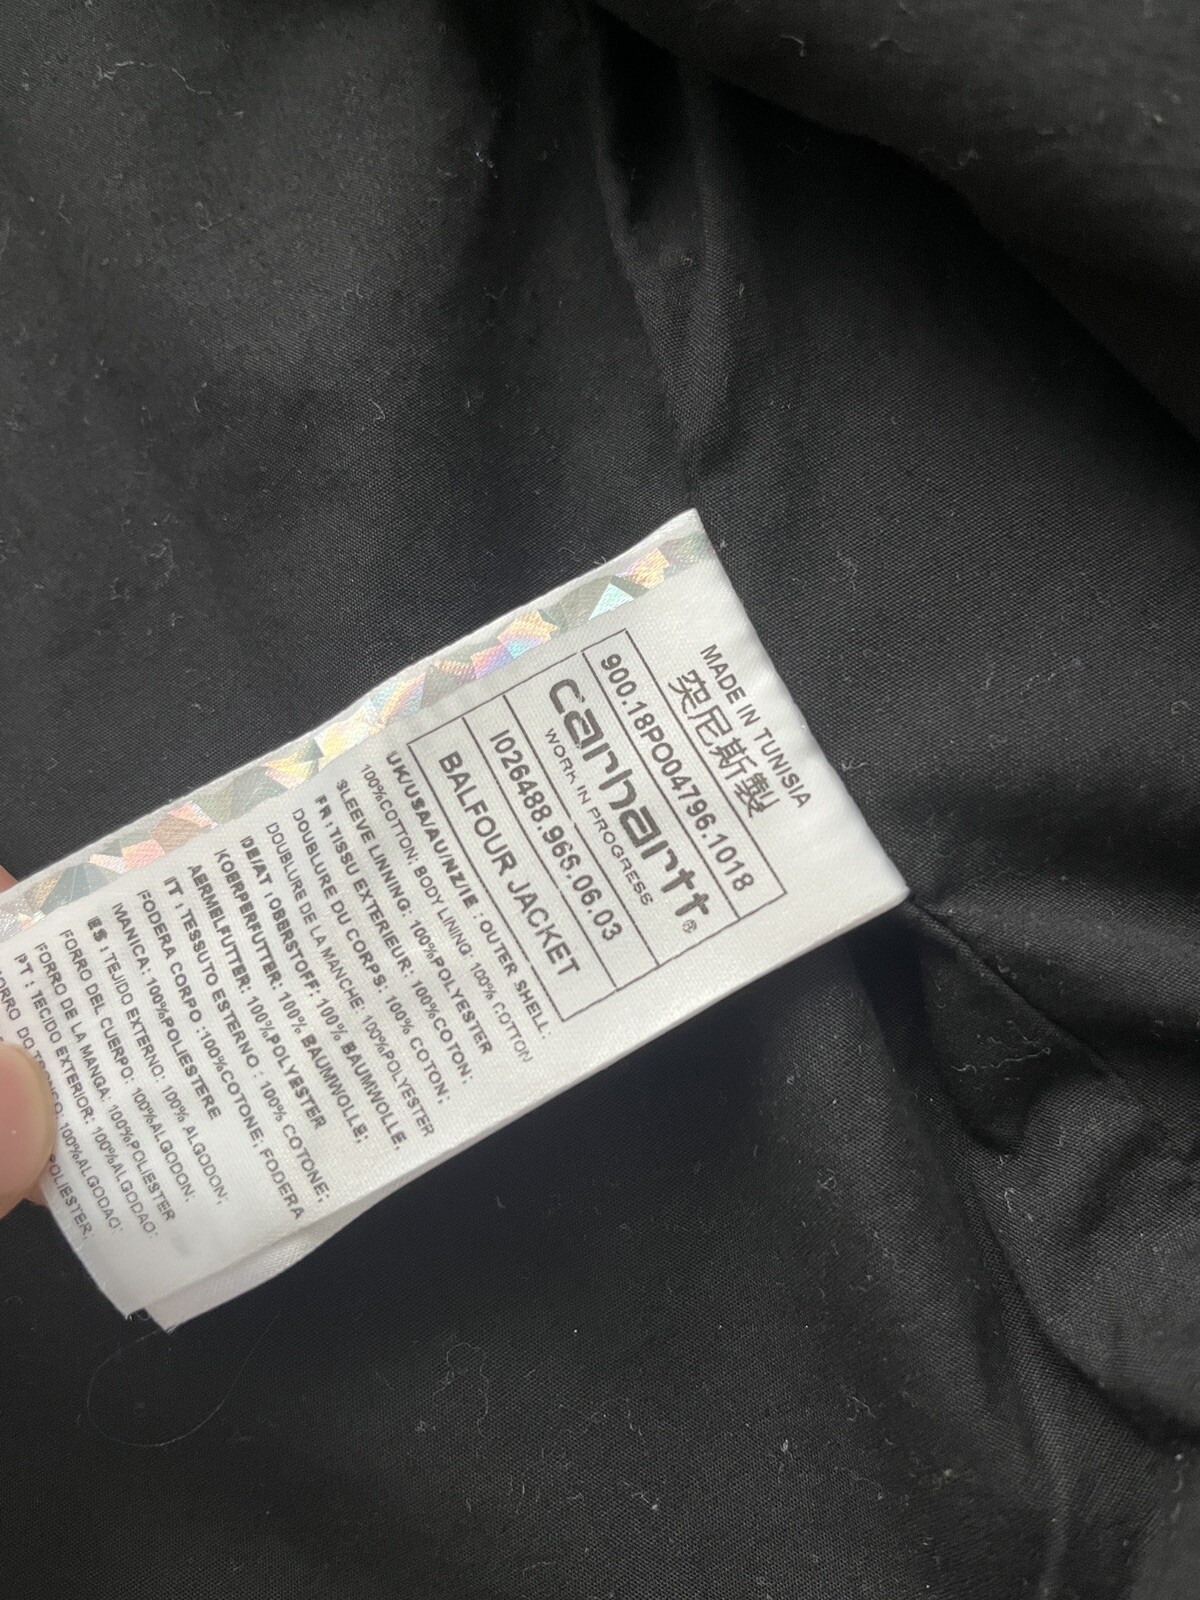 MADE IN TUNISIA
突尼斯製
900.18PO04796.1018
carhartt®
WORK IN PROGRESS
I026488.965.06.03
BALFOUR JACKET
UK/USA/AU/NZ/IE : OUTER SHELL:
100%COTTON; BODY LINING: 100% COTTON
SLEEVE LINNING: 100%POLYESTER
FR : TISSU EXTERIEUR: 100%COTON;
DOUBLURE DU CORPS: 100% COTON;
DOUBLURE DE LA MANCHE: 100%POLYESTER
DE/AT : OBERSTOFF: 100% BAUMWOLLE,
KOERPERFUTTER: 100% BAUMWOLLE;
AERMELFUTTER: 100%POLYESTER
IT : TESSUTO ESTERNO : 100% COTONE;
FODERA CORPO :100%COTONE; FODERA
MANICA: 100%POLIESTERE
ES : TEJIDO EXTERNO: 100% ALGODON;
FORRO DEL CUERPO: 100%ALGODON;
FORRO DE LA MANGA: 100%POLIESTER
PT : TECIDO EXTERIOR: 100%ALGODAO;
DO 100%ALGODAO;